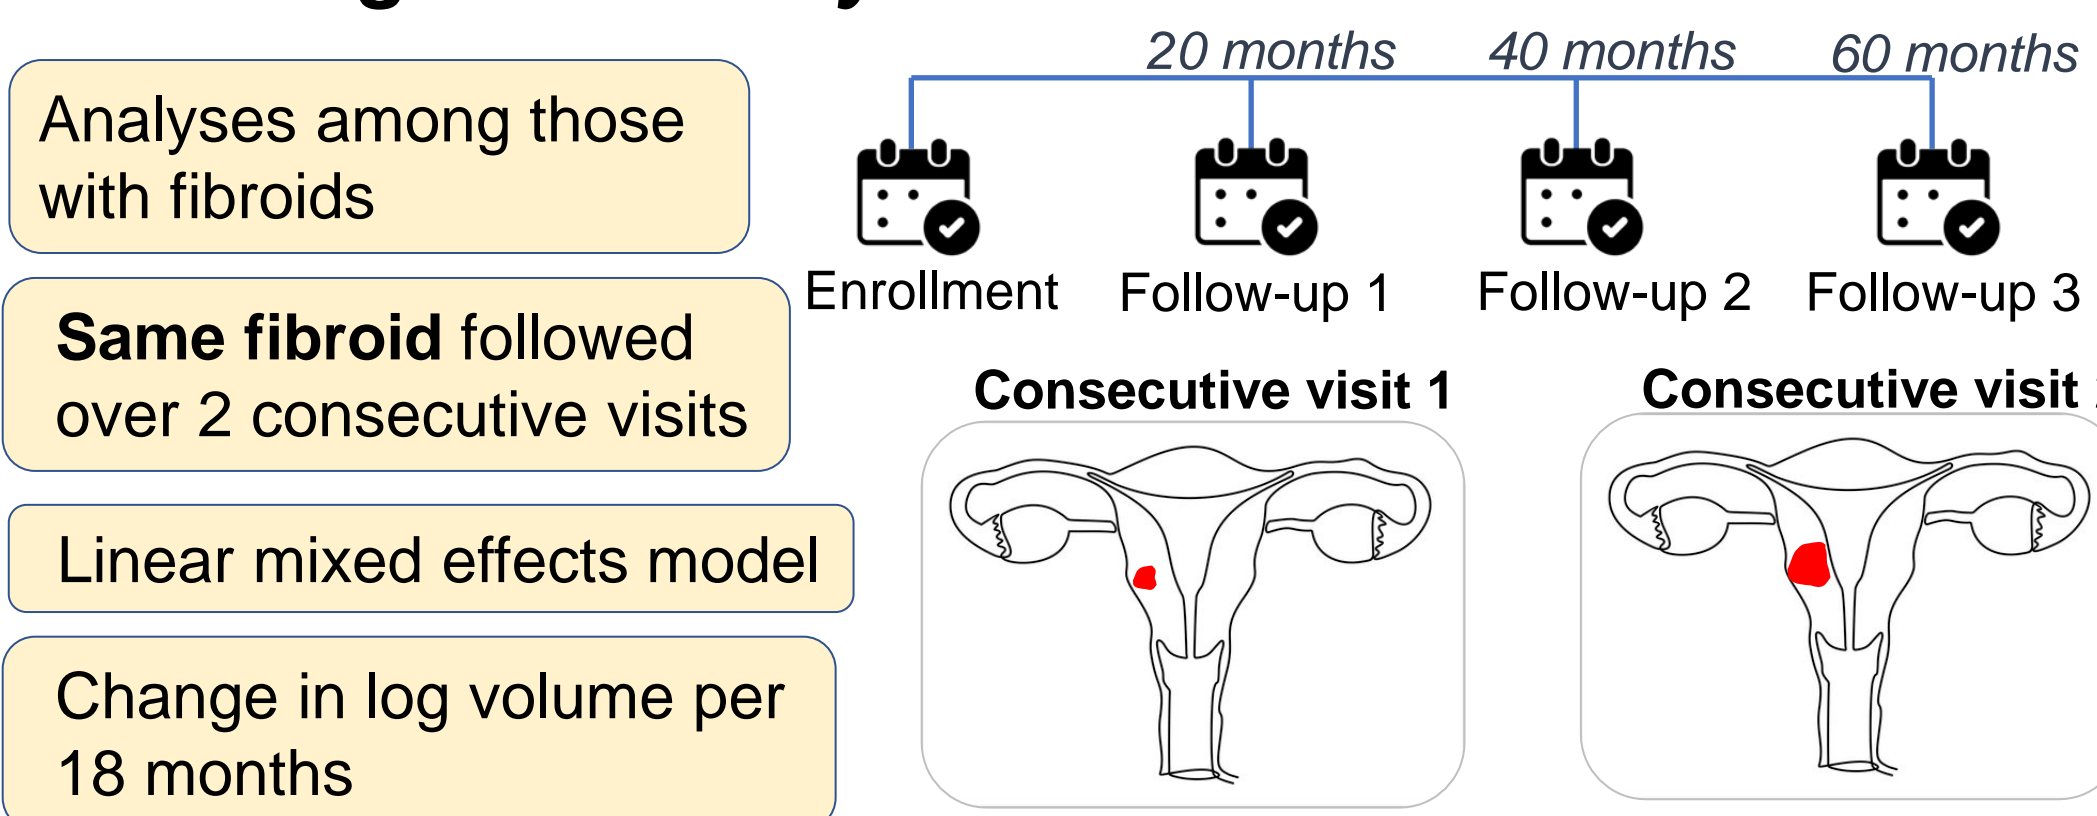 Analyses among those
with fibroids
Same fibroid followed
over 2 consecutive visits
Linear mixed effects model
Change in log volume per
18 months
20 months 40 months 60 months
Enrollment Follow-up 1 Follow-up 2 Follow-up 3
Consecutive visit 1 Consecutive visit